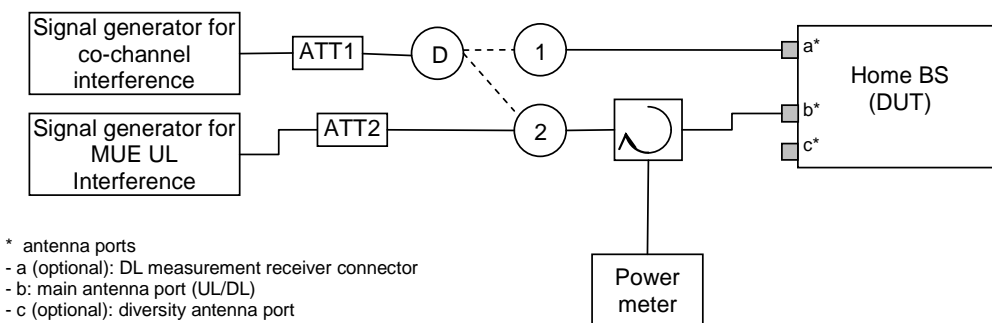 Signal generator for
co-channel
interference
ATT1
D
1
a*
Home BS
(DUT)
b*
c*
Signal generator for
MUE UL
Interference
ATT2
2
Power
meter
* antenna ports
- a (optional): DL measurement receiver connector
- b: main antenna port (UL/DL)
- c (optional): diversity antenna port